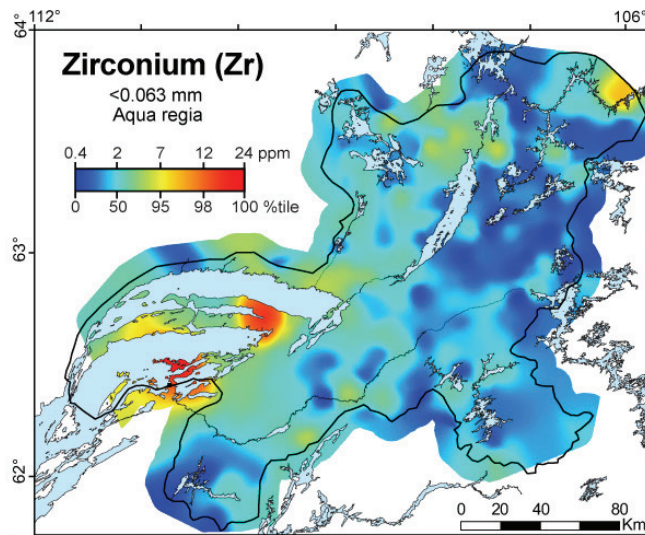 64°
112°
106°
Zirconium (Zr)
<0.063 mm
Aqua regia
0.4 2 7 12 24 ppm
0 50 95 98 100 %tile
63°
62°
0 20 40 60 80
Km